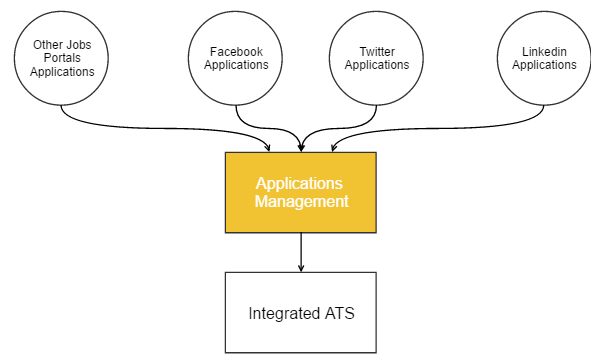 Other Jobs
Portals
Applications
Facebook
Applications
Twitter
Applications
Linkedin
Applications
Applications
Management
Integrated ATS